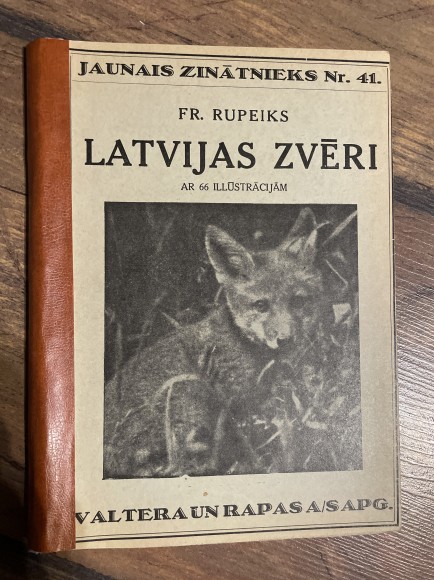 JAUNAIS ZINĀTNIEKS Nr. 41.
FR. RUPEIKS
LATVIJAS ZVĒRI
AR 66 ILLŪSTRĀCIJĀM
VALTERA UN RAPAS A/S APG.